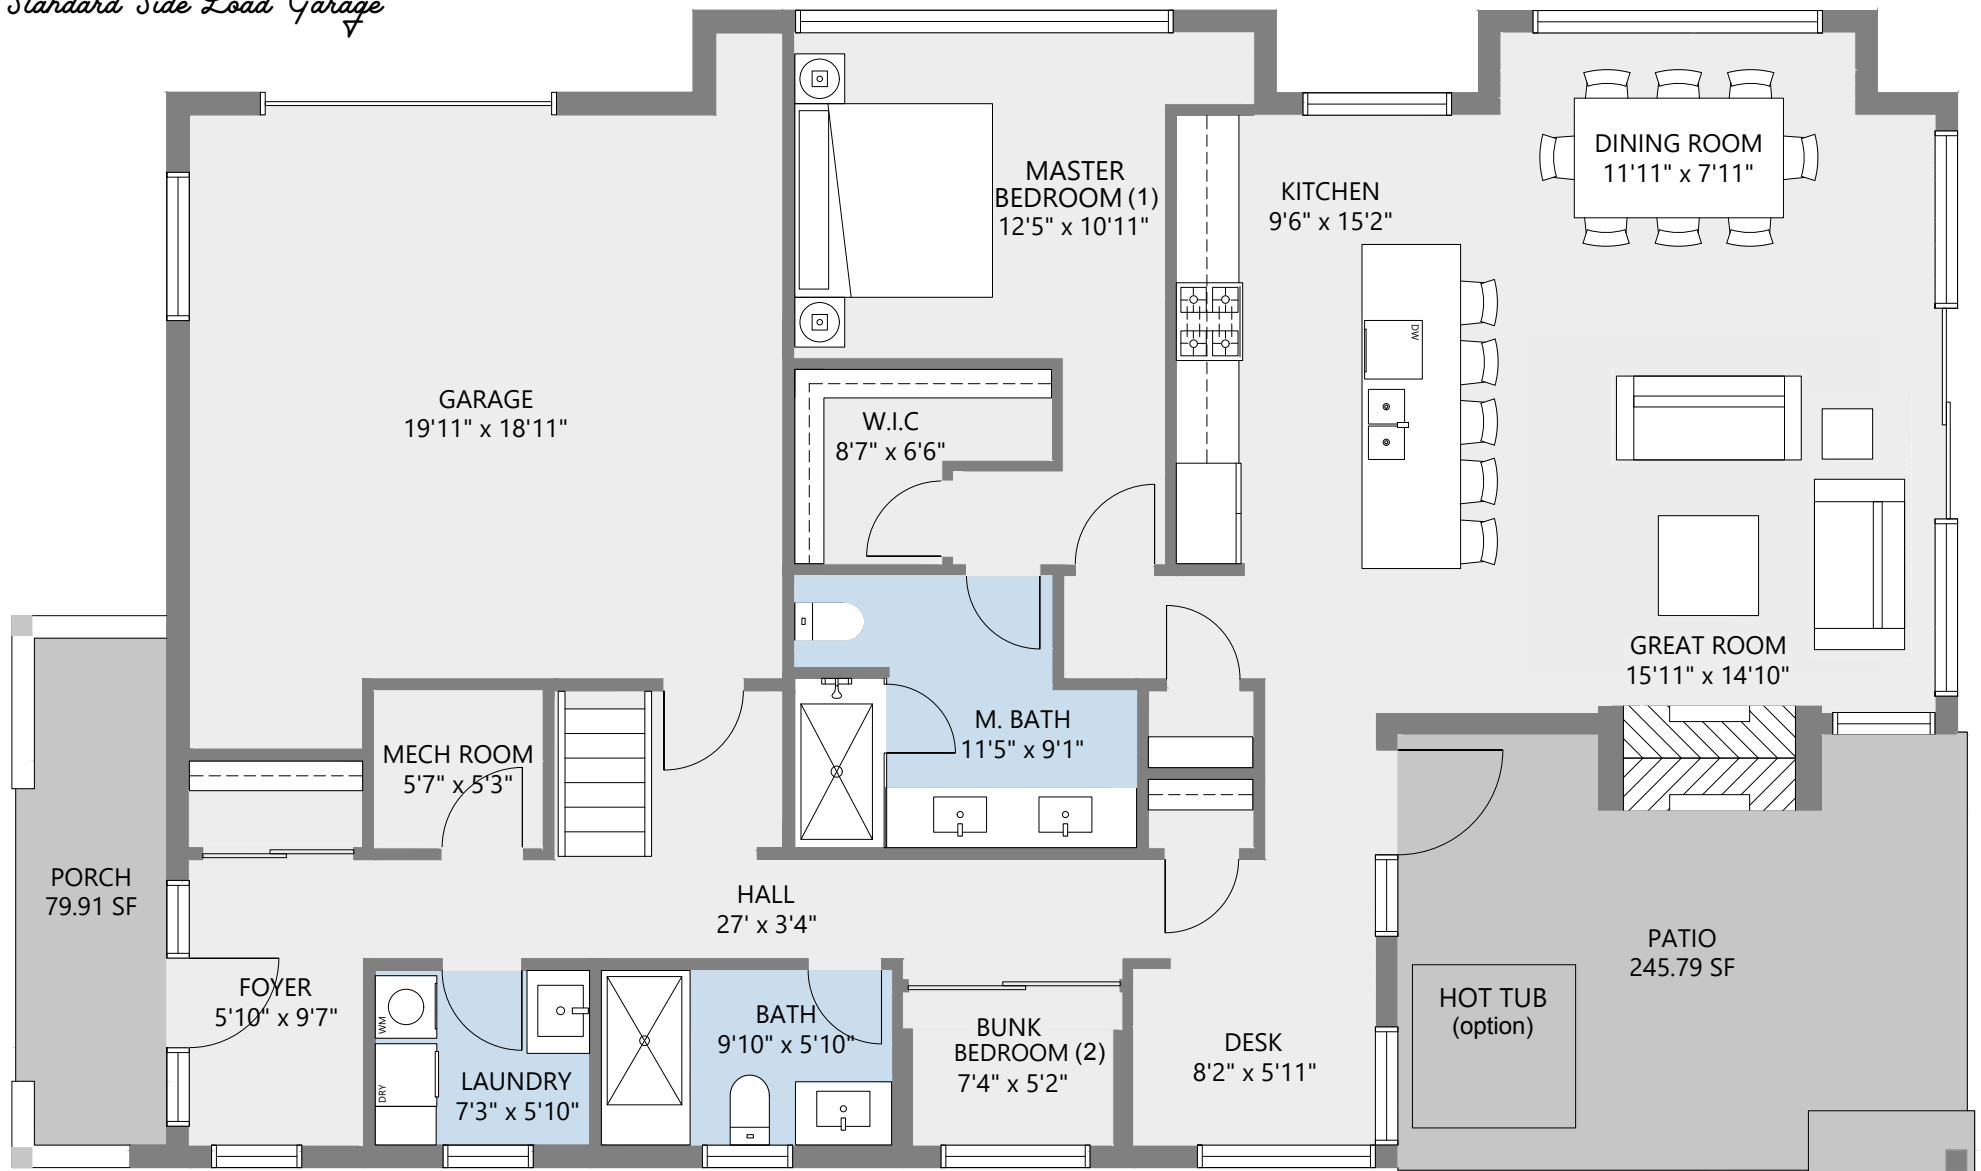 Standard Side Load Garage
DINING ROOM
11'11" x 7'11"
MASTER
BEDROOM (1)
12'5" x 10'11"
KITCHEN
9'6" x 15'2"
DW
GARAGE
19'11" x 18'11"
W.I.C
8'7" x 6'6"
GREAT ROOM
15'11" x 14'10"
M. BATH
11'5" x 9'1"
MECH ROOM
5'7" x 5'3"
PORCH
79.91 SF
HALL
27' x 3'4"
PATIO
245.79 SF
FOYER
5'10" x 9'7"
WM
DRY
LAUNDRY
7'3" x 5'10"
BATH
9'10" x 5'10"
BUNK
BEDROOM (2)
7'4" x 5'2"
DESK
8'2" x 5'11"
HOT TUB
(option)